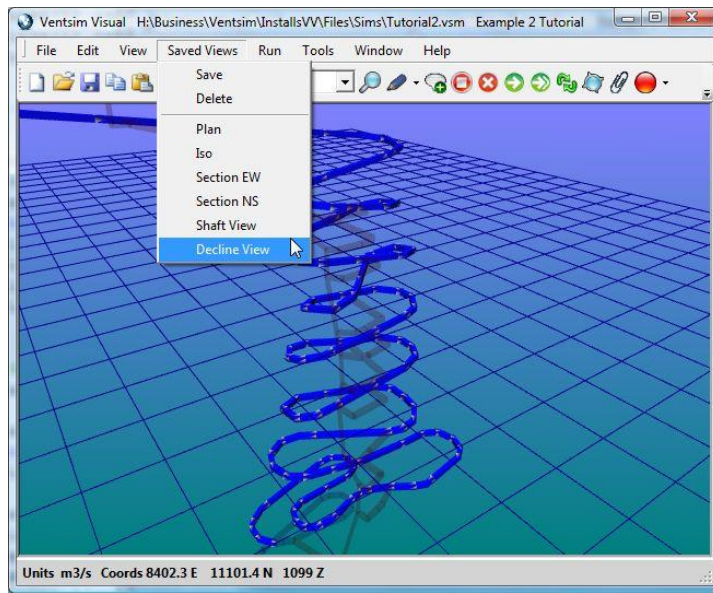 Ventsim Visual H:\Business\Ventsim\InstallsVV\Files\Sims\Tutorial2.vsm Example 2 Tutorial
File Edit View Saved Views Run Tools Window Help
Save
Delete
Plan
Iso
Section EW
Section NS
Shaft View
Decline View
Units m3/s Coords 8402.3 E 11101.4 N 1099 Z